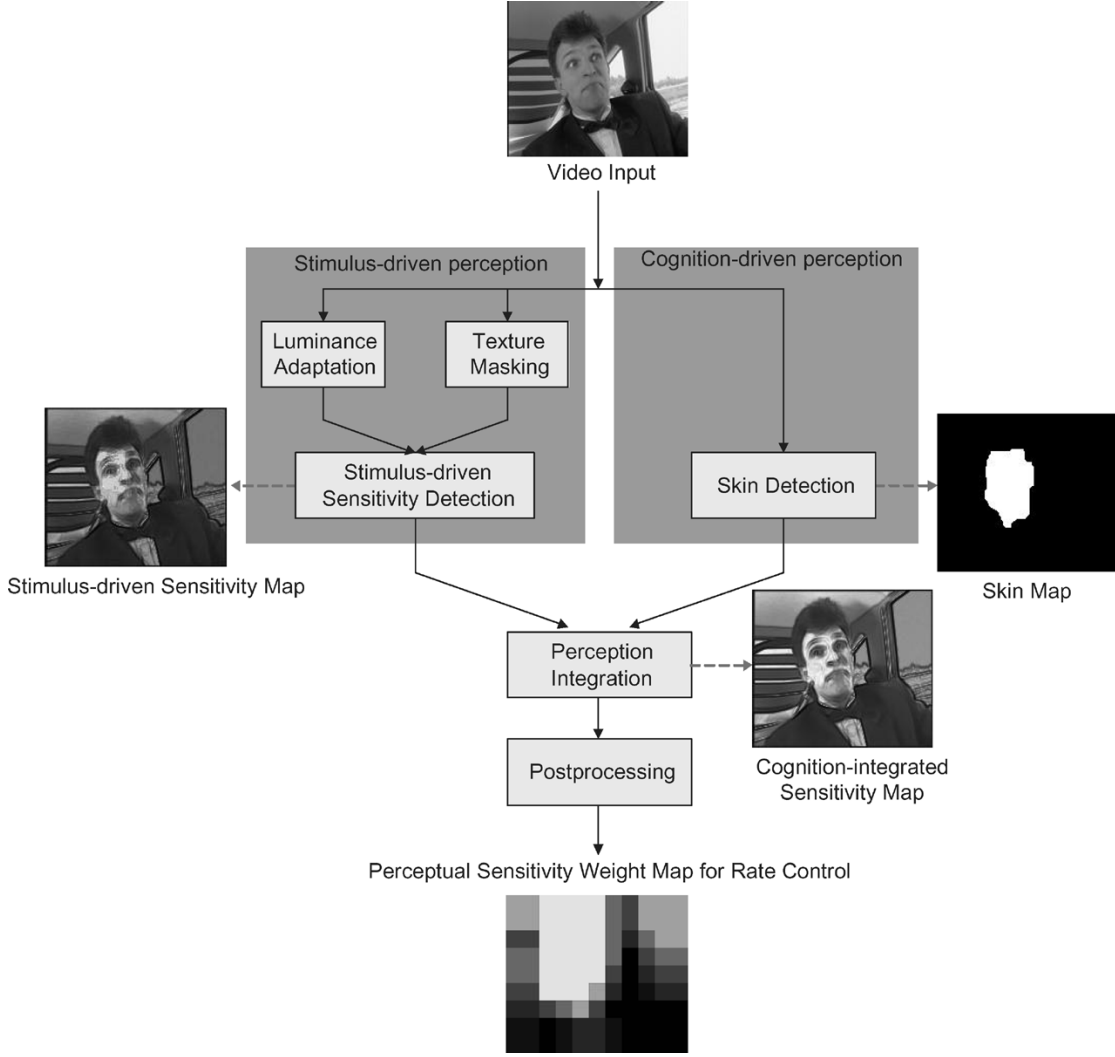 Video Input
Stimulus-driven perception
Cognition-driven perception
Luminance
Adaptation
Texture
Masking
Stimulus-driven
Sensitivity Detection
Skin Detection
Stimulus-driven Sensitivity Map
Skin Map
Perception
Integration
Postprocessing
Cognition-integrated
Sensitivity Map
Perceptual Sensitivity Weight Map for Rate Control